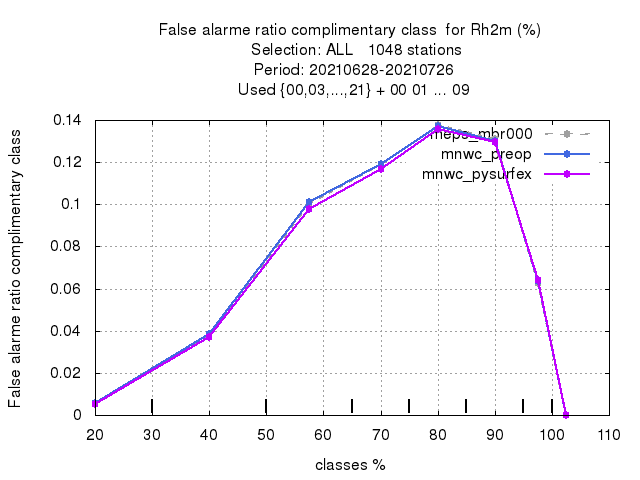 False alarme ratio complimentary class for Rh2m (%)
Selection: ALL 1048 stations
Period: 20210628-20210726
Used {00,03,...,21} + 00 01 ... 09
False alarme ratio complimentary class
0.14
0.12
0.1
0.08
0.06
0.04
0.02
0
meps_mbr000
mnwc_preop
mnwc_pysurfex
20 30 40 50 60 70 80 90 100 110
classes %